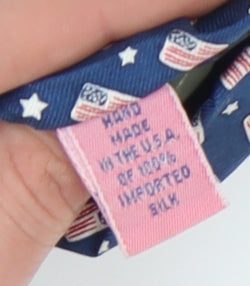 HAND
MADE
IN THE U.S.A.
OF 100%
IMPORTED
SILK